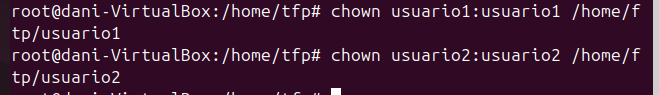 root@dani-VirtualBox:/home/tfp# chown usuario1:usuario1 /home/f
tp/usuario1
root@dani-VirtualBox:/home/tfp# chown usuario2:usuario2 /home/f
tp/usuario2
root@dani-VirtualBox:/home/tfp#